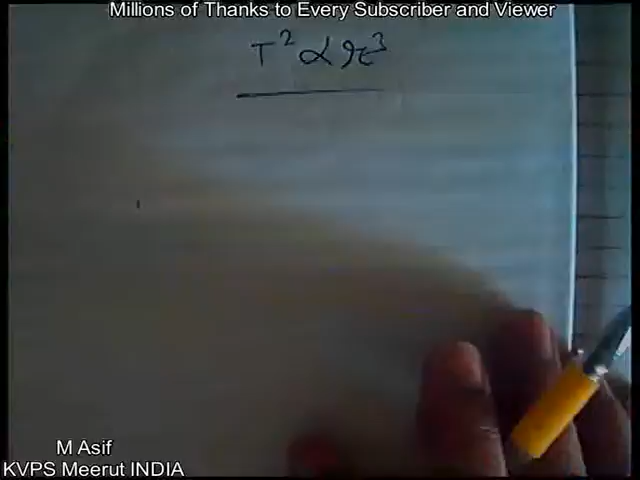 Millions of Thanks to Every Subscriber and Viewer
T² ∝ r³
M Asif
KVPS Meerut INDIA